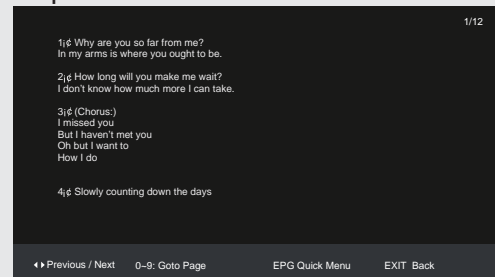 1/12
1¡¢ Why are you so far from me?
In my arms is where you ought to be.
2¡¢ How long will you make me wait?
I don't know how much more I can take.
3¡¢ (Chorus:)
I missed you
But I haven't met you
Oh but I want to
How I do
4¡¢ Slowly counting down the days
Previous / Next 0~9: Goto Page EPG Quick Menu EXIT Back